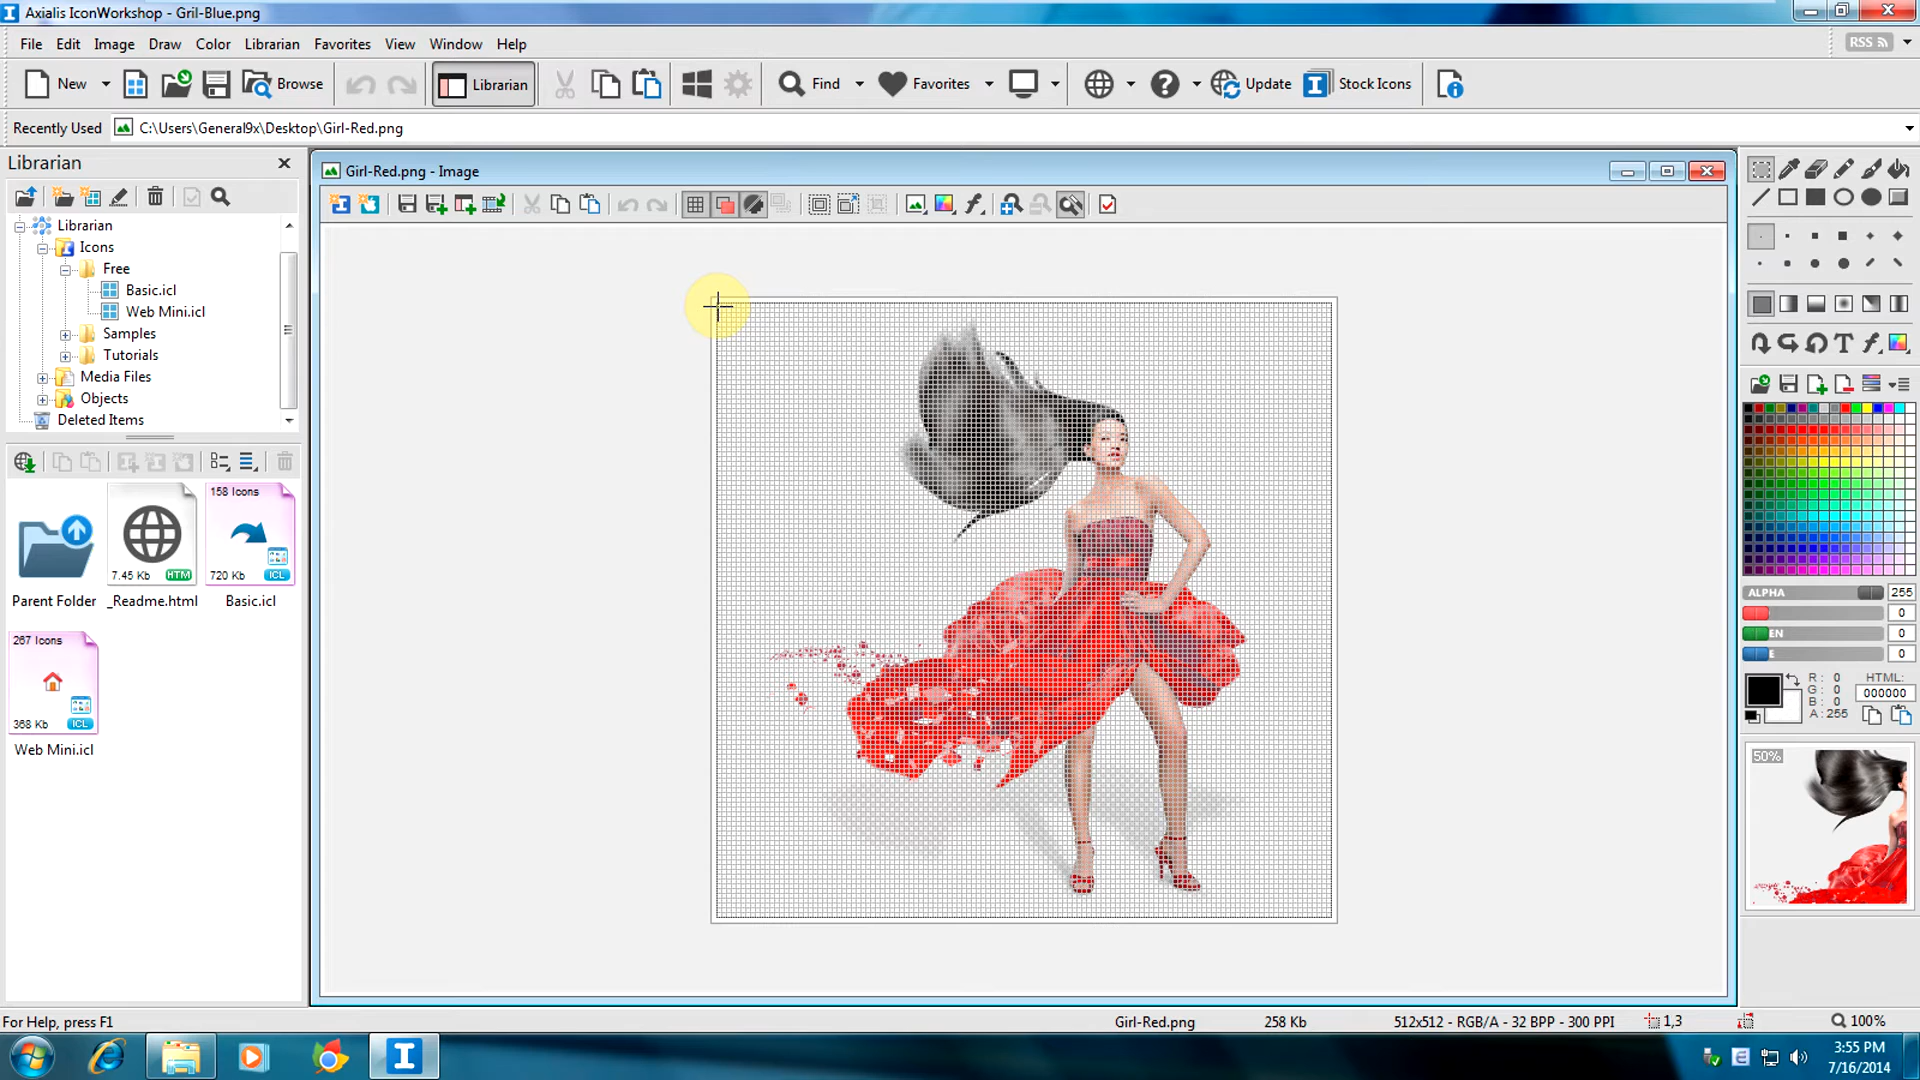 Axialis IconWorkshop - Gril-Blue.png
File Edit Image Draw Color Librarian Favorites View Window Help
RSS
New Browse Librarian Find Favorites Update Stock Icons
Recently Used C:\Users\General9x\Desktop\Girl-Red.png
Librarian
Girl-Red.png - Image
Librarian
Icons
Free
Basic.icl
Web Mini.icl
Samples
Tutorials
Media Files
Objects
Deleted Items
158 Icons
7.45 Kb HTM
720 Kb ICL
Parent Folder
_Readme.html
Basic.icl
267 Icons
368 Kb ICL
Web Mini.icl
ALPHA 255
0
EN 0
E 0
R: 0
G: 0
B: 0
A: 255
HTML:
000000
50%
For Help, press F1
Girl-Red.png
258 Kb
512x512 - RGB/A - 32 BPP - 300 PPI
1,3
100%
3:55 PM
7/16/2014